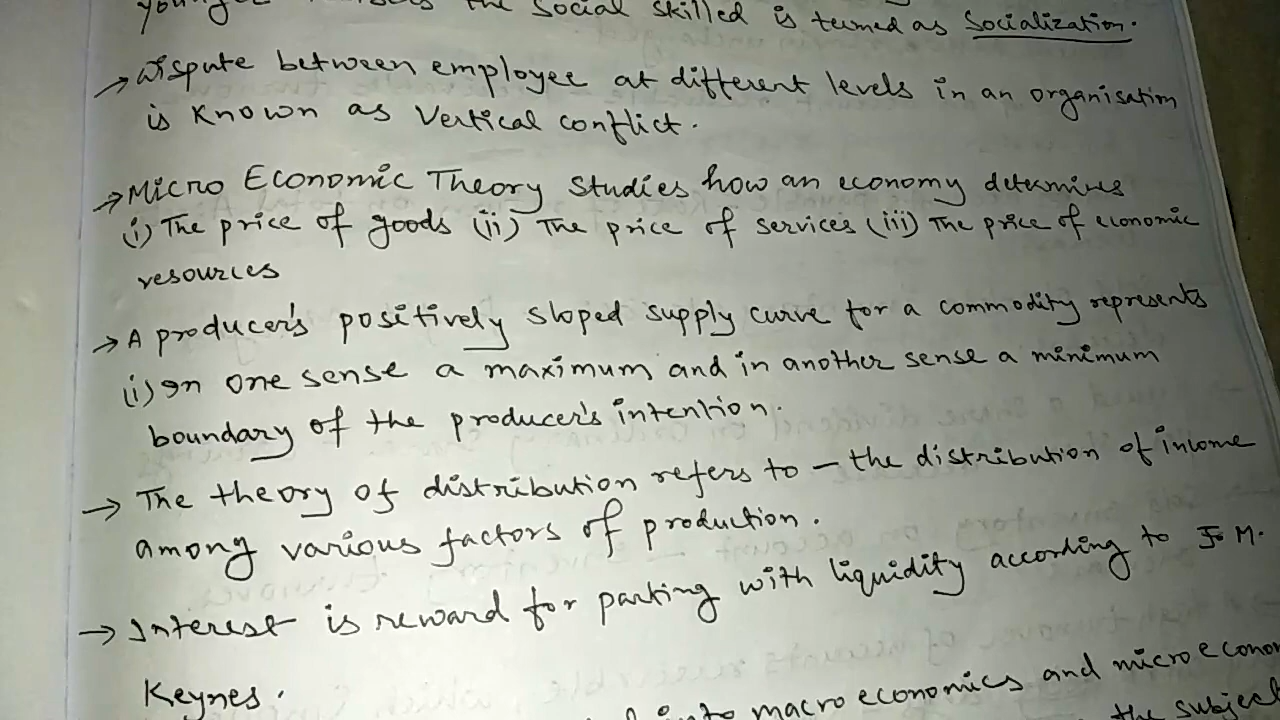 the Social skilled is termed as Socialization.
→ Dispute between employee at different levels in an organisation
is known as Vertical conflict.
→ Micro Economic Theory Studies how an economy determines
(i) The price of goods (ii) The price of services (iii) The price of economic
resources
→ A producer's positively sloped supply curve for a commodity represents
(i) In one sense a maximum and in another sense a minimum
boundary of the producer's intention.
→ The theory of distribution refers to — the distribution of income
among various factors of production.
→ Interest is reward for parting with liquidity according to J. M.
Keynes.
into macro economics and micro
the